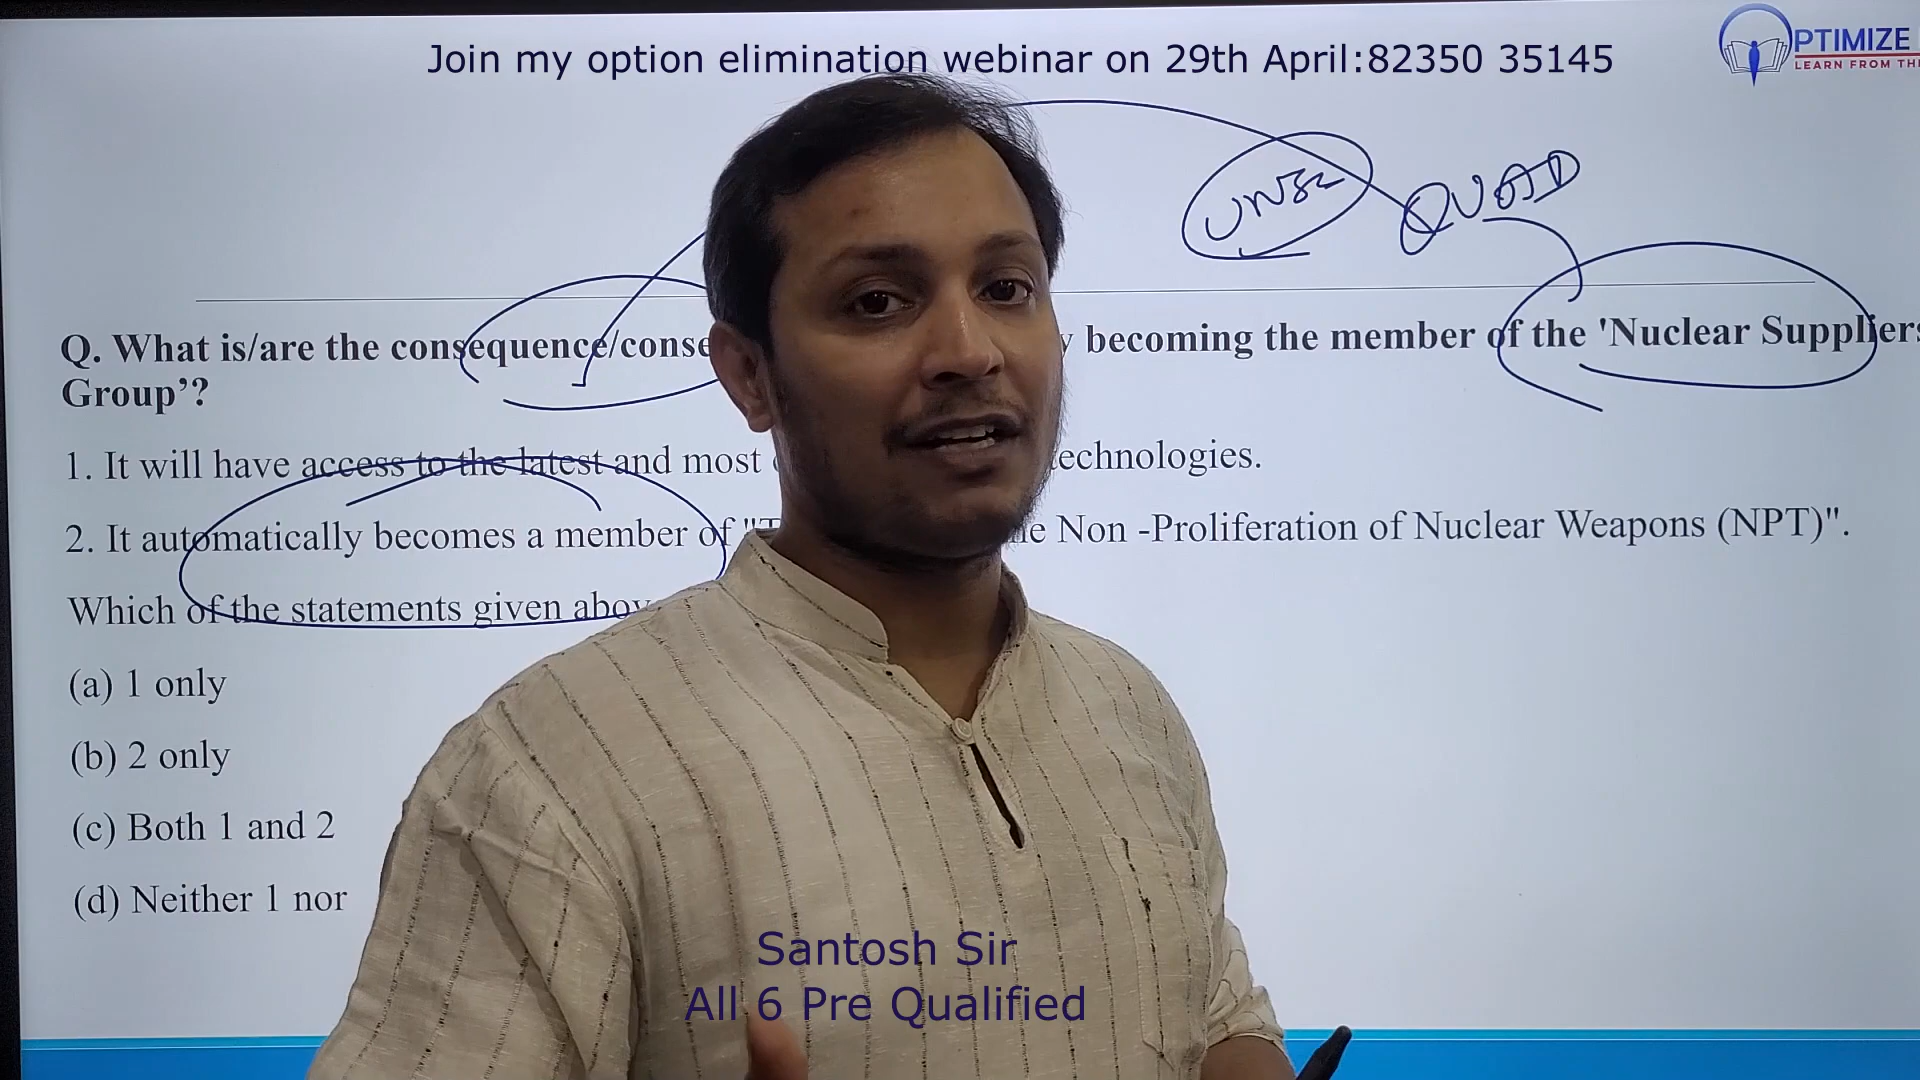 Join my option elimination webinar on 29th April:82350 35145
PTIMIZE
LEARN FROM TH
QUAD
Q. What is/are the consequence/conse becoming the member of the 'Nuclear Suppliers
Group’?
1. It will have access to the latest and most technologies.
2. It automatically becomes a member of Non -Proliferation of Nuclear Weapons (NPT)".
Which of the statements given abov
(a) 1 only
(b) 2 only
(c) Both 1 and 2
(d) Neither 1 nor
Santosh Sir
All 6 Pre Qualified